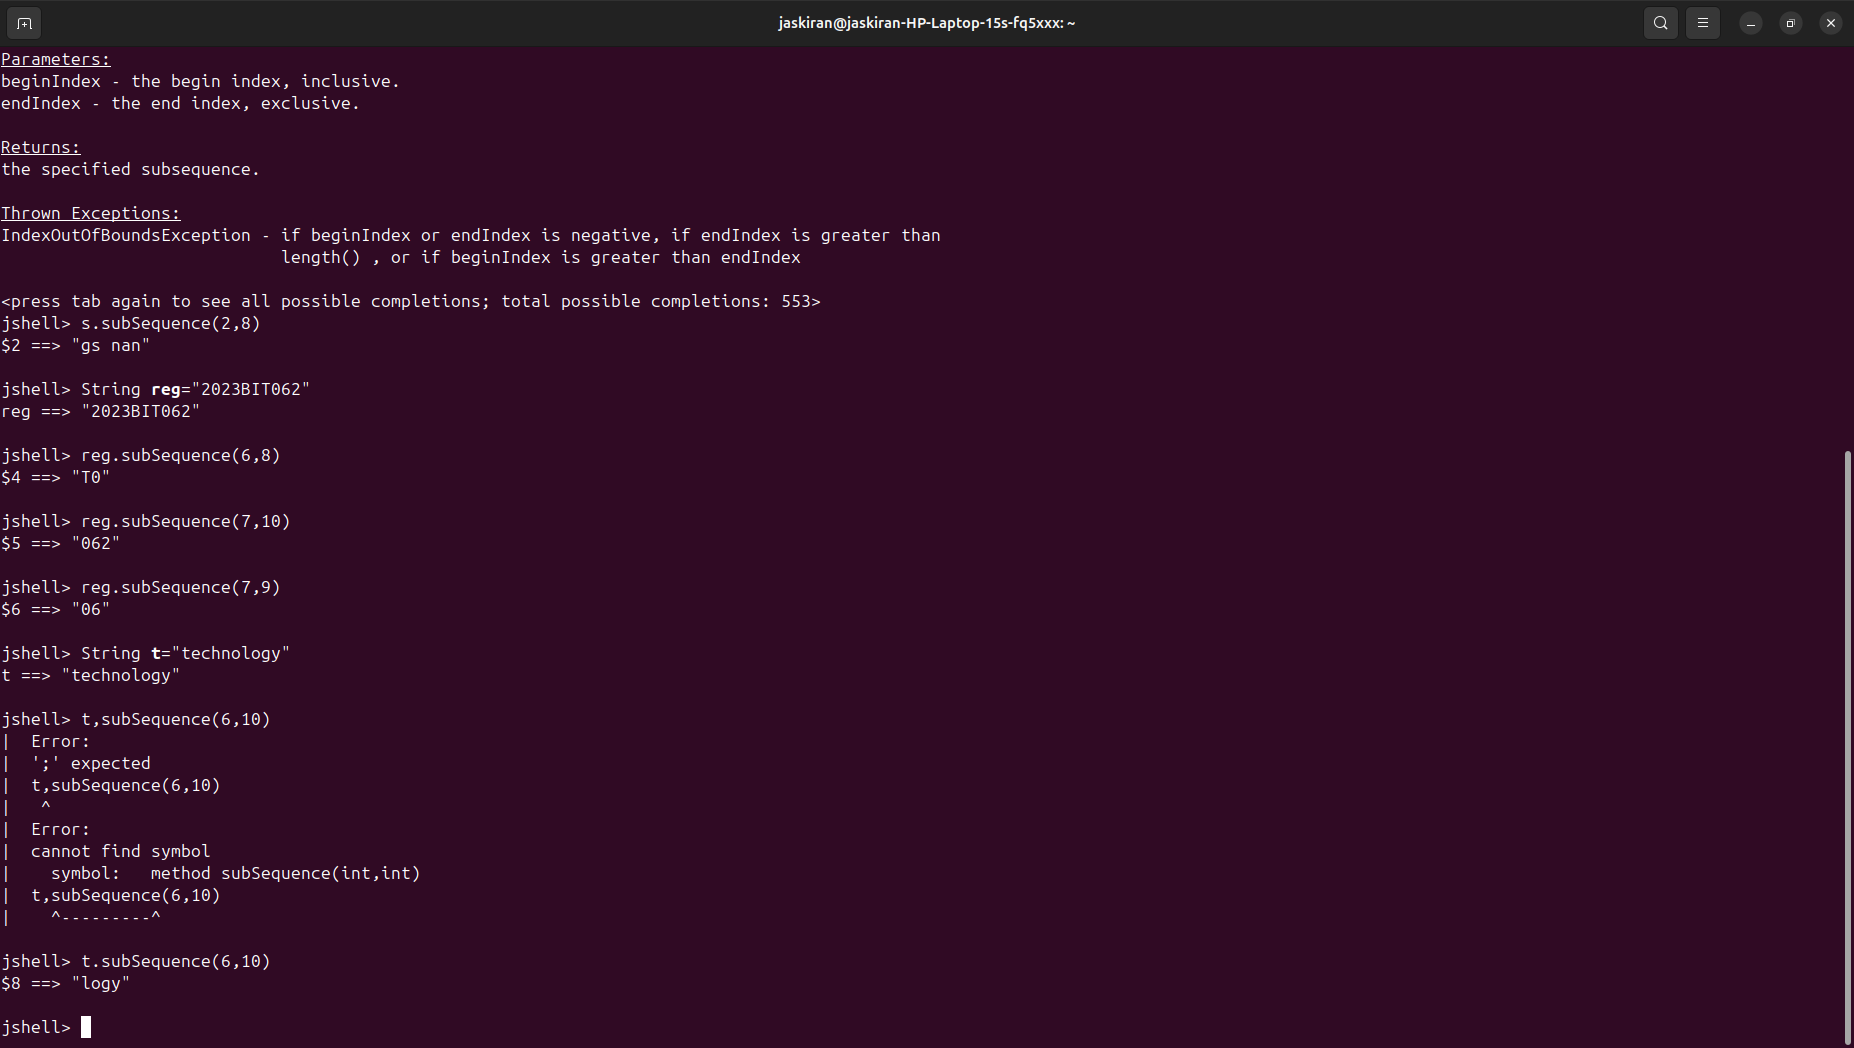 jaskiran@jaskiran-HP-Laptop-15s-fq5xxx: ~
Parameters:
beginIndex - the begin index, inclusive.
endIndex - the end index, exclusive.
Returns:
the specified subsequence.
Thrown Exceptions:
IndexOutOfBoundsException - if beginIndex or endIndex is negative, if endIndex is greater than
length() , or if beginIndex is greater than endIndex
<press tab again to see all possible completions; total possible completions: 553>
jshell> s.subSequence(2,8)
$2 ==> "gs nan"
jshell> String reg="2023BIT062"
reg ==> "2023BIT062"
jshell> reg.subSequence(6,8)
$4 ==> "T0"
jshell> reg.subSequence(7,10)
$5 ==> "062"
jshell> reg.subSequence(7,9)
$6 ==> "06"
jshell> String t="technology"
t ==> "technology"
jshell> t,subSequence(6,10)
|  Error:
|  ';' expected
|  t,subSequence(6,10)
|   ^
|  Error:
|  cannot find symbol
|    symbol:   method subSequence(int,int)
|  t,subSequence(6,10)
|    ^---------^
jshell> t.subSequence(6,10)
$8 ==> "logy"
jshell>